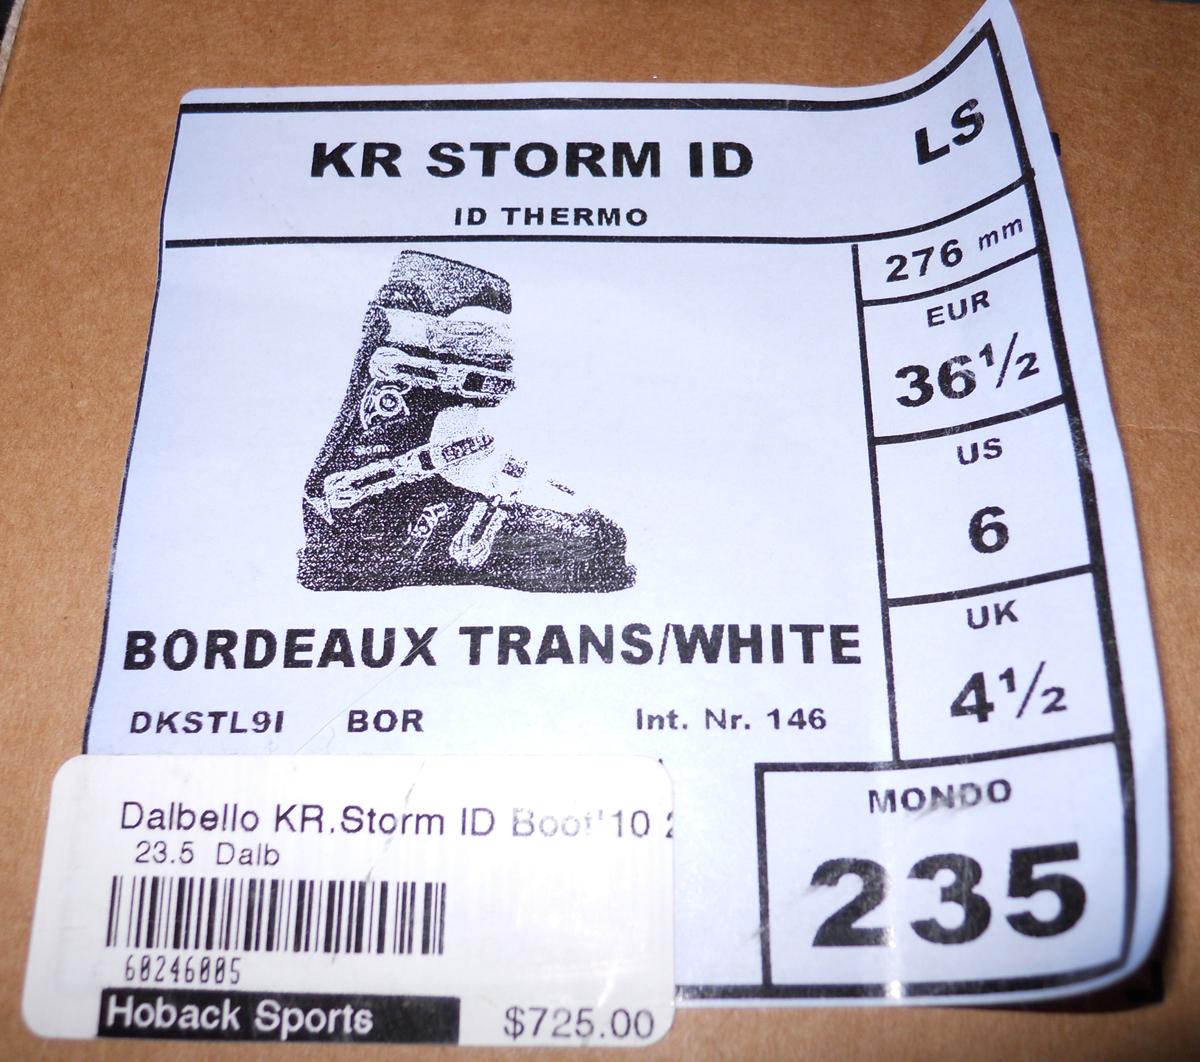 KR STORM ID
LS
ID THERMO
276 mm
EUR
36½
US
6
UK
4½
BORDEAUX TRANS/WHITE
DKSTL9I BOR Int. Nr. 146
MONDO
235
Dalbello KR.Storm ID Boot'10
23.5 Dalb
60246005
Hoback Sports $725.00